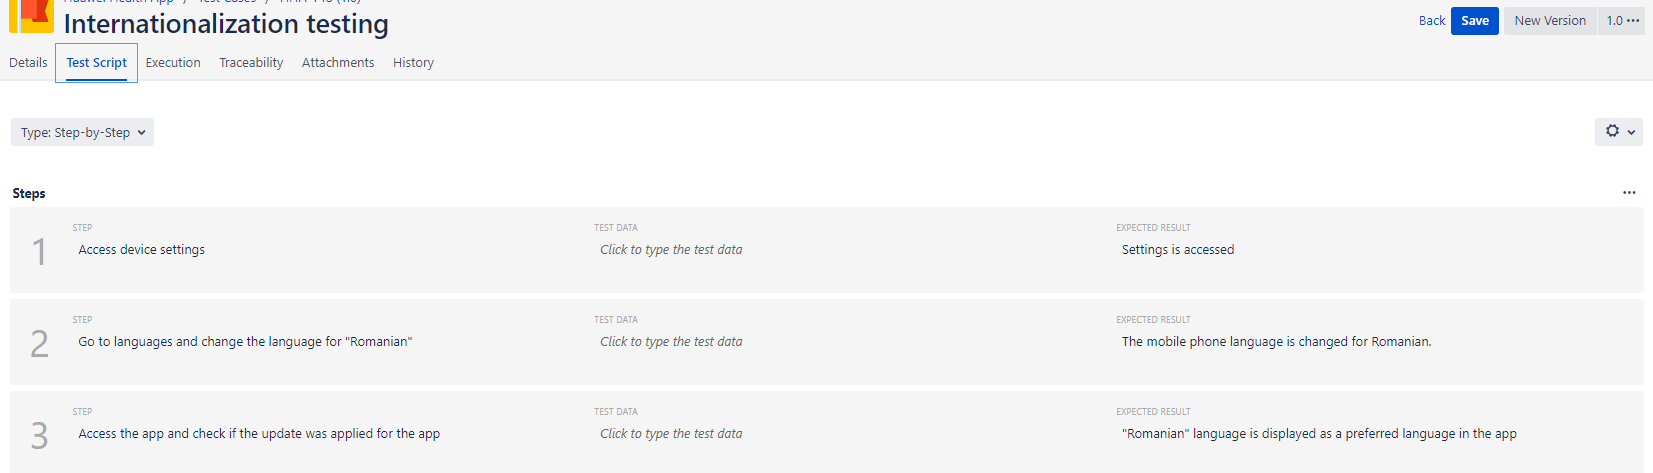 Huawei Health App / Test Cases /
Internationalization testing
Back Save New Version 1.0 ···
Details Test Script Execution Traceability Attachments History
Type: Step-by-Step
Steps
STEP TEST DATA EXPECTED RESULT
1 Access device settings Click to type the test data Settings is accessed
STEP TEST DATA EXPECTED RESULT
2 Go to languages and change the language for "Romanian" Click to type the test data The mobile phone language is changed for Romanian.
STEP TEST DATA EXPECTED RESULT
3 Access the app and check if the update was applied for the app Click to type the test data "Romanian" language is displayed as a preferred language in the app